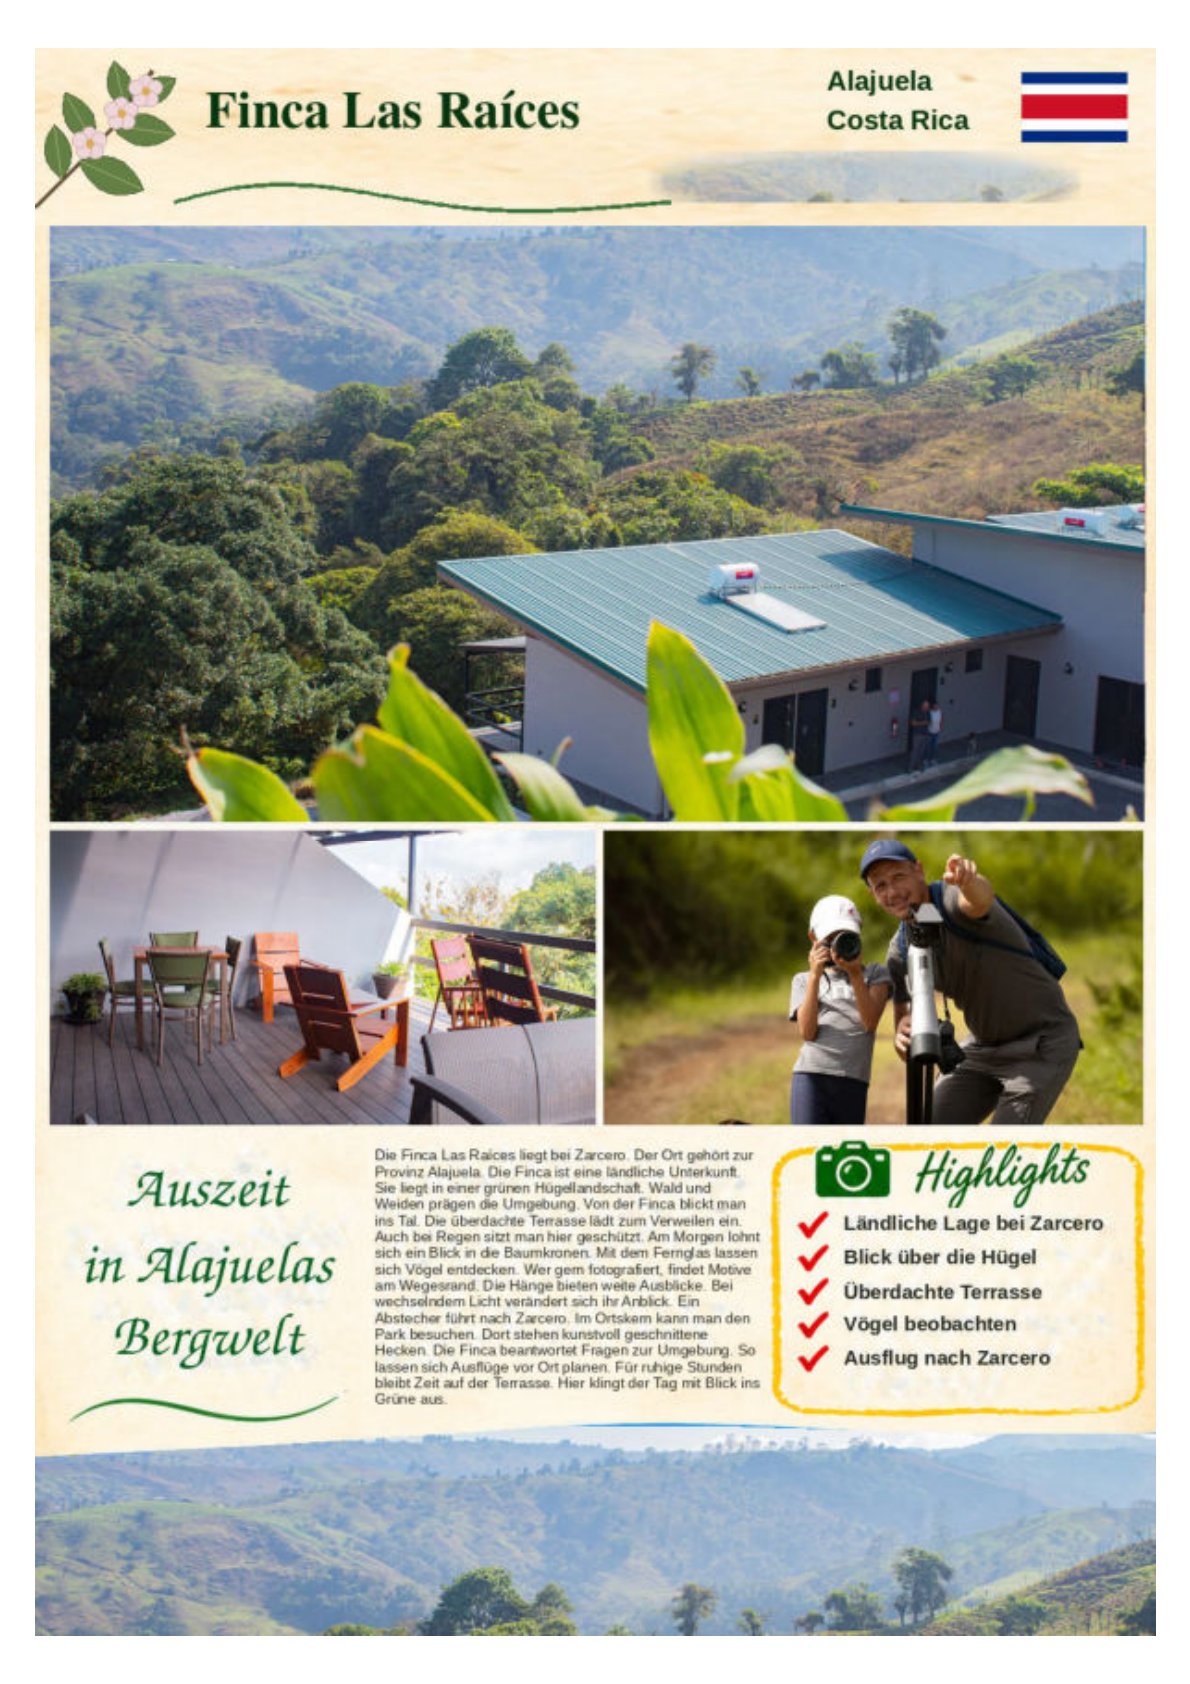 Finca Las Raíces
Alajuela
Costa Rica
Auszeit
in Alajuelas
Bergwelt
Die Finca Las Raíces liegt bei Zarcero. Der Ort gehört zur
Provinz Alajuela. Die Finca ist eine ländliche Unterkunft.
Sie liegt in einer grünen Hügellandschaft. Wald und
Weiden prägen die Umgebung. Von der Finca blickt man
ins Tal. Die überdachte Terrasse lädt zum Verweilen ein.
Auch bei Regen sitzt man hier geschützt. Am Morgen lohnt
sich ein Blick in die Baumkronen. Mit dem Fernglas lassen
sich Vögel entdecken. Wer gern fotografiert, findet Motive
am Wegesrand. Die Hänge bieten weite Ausblicke. Bei
wechselndem Licht verändert sich ihr Anblick. Ein
Abstecher führt nach Zarcero. Im Ortskern kann man den
Park besuchen. Dort stehen kunstvoll geschnittene
Hecken. Die Finca beantwortet Fragen zur Umgebung. So
lassen sich Ausflüge vor Ort planen. Für ruhige Stunden
bleibt Zeit auf der Terrasse. Hier klingt der Tag mit Blick ins
Grüne aus.
Highlights
Ländliche Lage bei Zarcero
Blick über die Hügel
Überdachte Terrasse
Vögel beobachten
Ausflug nach Zarcero